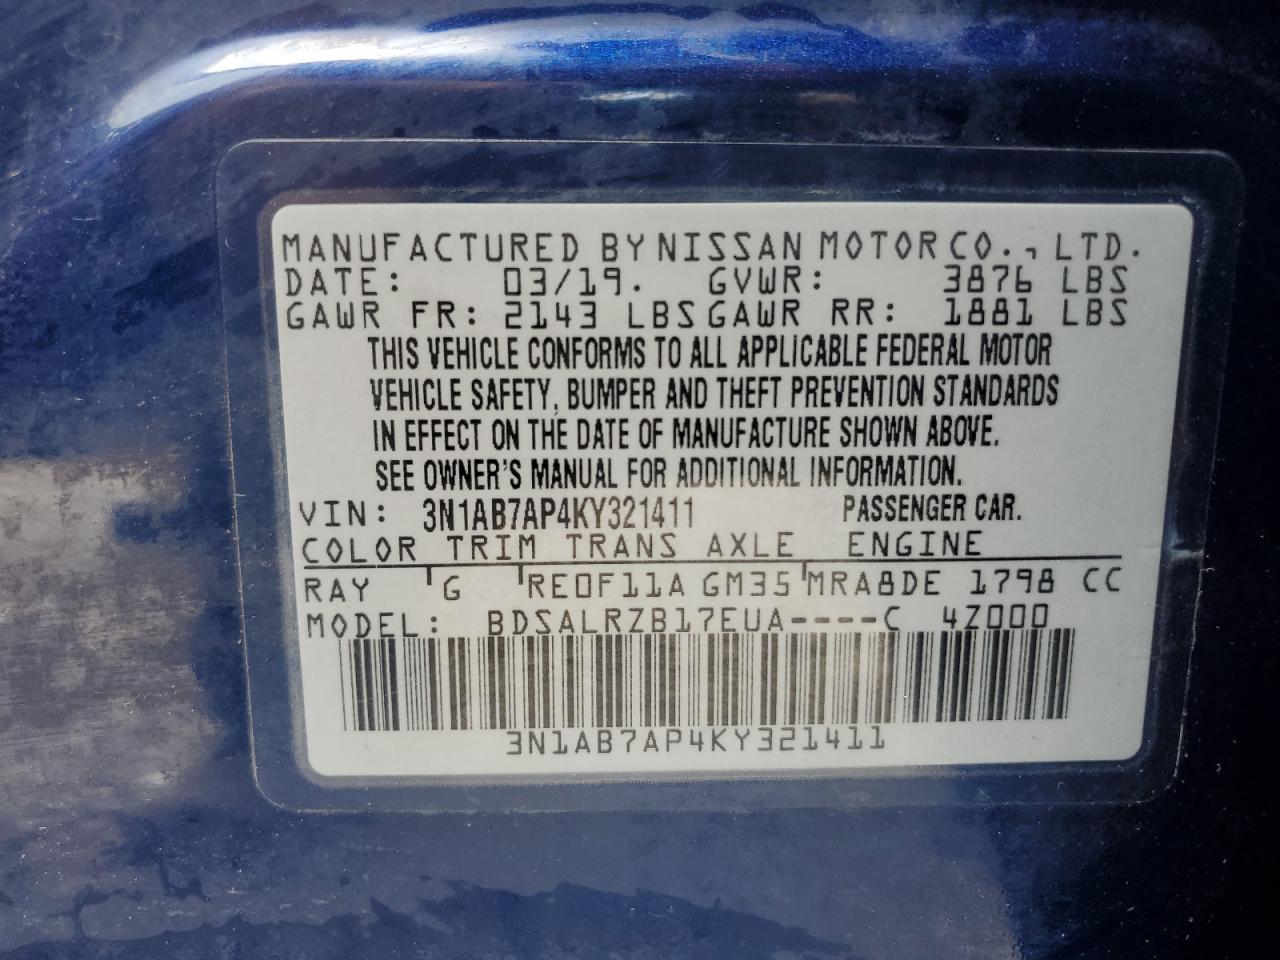 MANUFACTURED BY NISSAN MOTOR CO., LTD.
DATE: 03/19. GVWR: 3876 LBS
GAWR FR: 2143 LBS GAWR RR: 1881 LBS
THIS VEHICLE CONFORMS TO ALL APPLICABLE FEDERAL MOTOR
VEHICLE SAFETY, BUMPER AND THEFT PREVENTION STANDARDS
IN EFFECT ON THE DATE OF MANUFACTURE SHOWN ABOVE.
SEE OWNER'S MANUAL FOR ADDITIONAL INFORMATION.
VIN: 3N1AB7AP4KY321411 PASSENGER CAR.
COLOR TRIM TRANS AXLE ENGINE
RAY G RE0F11A GM35 MRA8DE 1798 CC
MODEL: BDSALRZB17EUA----C 4Z000
3N1AB7AP4KY321411